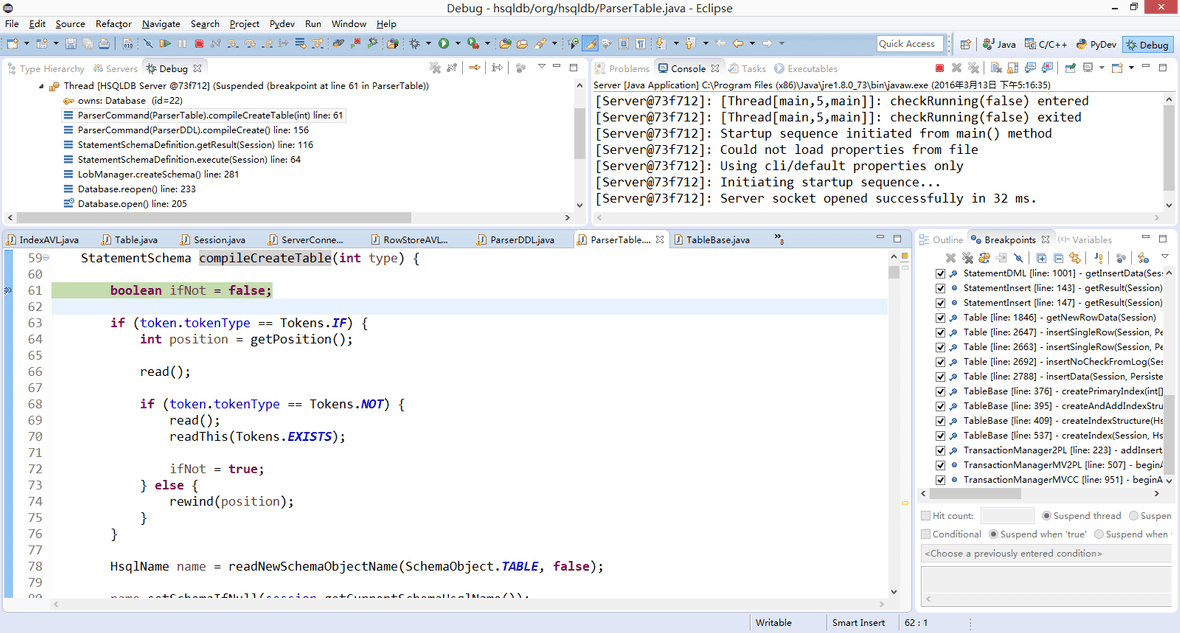 Debug - hsqldb/org/hsqldb/ParserTable.java - Eclipse
File Edit Source Refactor Navigate Search Project Pydev Run Window Help
Quick Access Java C/C++ PyDev Debug
Type Hierarchy Servers Debug
Thread [HSQLDB Server @73f712] (Suspended (breakpoint at line 61 in ParserTable))
owns: Database (id=22)
ParserCommand(ParserTable).compileCreateTable(int) line: 61
ParserCommand(ParserDDL).compileCreate() line: 156
StatementSchemaDefinition.getResult(Session) line: 116
StatementSchemaDefinition.execute(Session) line: 64
LobManager.createSchema() line: 281
Database.reopen() line: 233
Database.open() line: 205
Problems Console Tasks Executables
Server [Java Application] C:\Program Files (x86)\Java\jre1.8.0_73\bin\javaw.exe (2016年3月13日 下午5:16:35)
[Server@73f712]: [Thread[main,5,main]]: checkRunning(false) entered
[Server@73f712]: [Thread[main,5,main]]: checkRunning(false) exited
[Server@73f712]: Startup sequence initiated from main() method
[Server@73f712]: Could not load properties from file
[Server@73f712]: Using cli/default properties only
[Server@73f712]: Initiating startup sequence...
[Server@73f712]: Server socket opened successfully in 32 ms.
IndexAVL.java Table.java Session.java ServerConne... RowStoreAVL... ParserDDL.java ParserTable.... TableBase.java »8
59 StatementSchema compileCreateTable(int type) {
60
61 boolean ifNot = false;
62
63 if (token.tokenType == Tokens.IF) {
64 int position = getPosition();
65
66 read();
67
68 if (token.tokenType == Tokens.NOT) {
69 read();
70 readThis(Tokens.EXISTS);
71
72 ifNot = true;
73 } else {
74 rewind(position);
75 }
76 }
77
78 HsqlName name = readNewSchemaObjectName(SchemaObject.TABLE, false);
79
80 name.setSchemaIfNull(session.getCurrentSchemaHsqlName());
Outline Breakpoints (x)= Variables
StatementDML [line: 1001] - getInsertData(Ses
StatementInsert [line: 143] - getResult(Session)
StatementInsert [line: 147] - getResult(Session)
Table [line: 1846] - getNewRowData(Session)
Table [line: 2647] - insertSingleRow(Session, Pe
Table [line: 2663] - insertSingleRow(Session, Pe
Table [line: 2692] - insertNoCheckFromLog(Ses
Table [line: 2788] - insertData(Session, Persiste
TableBase [line: 376] - createPrimaryIndex(int[]
TableBase [line: 395] - createAndAddIndexStru
TableBase [line: 409] - createIndexStructure(Hs
TableBase [line: 537] - createIndex(Session, Hs
TransactionManager2PL [line: 223] - addInsert
TransactionManagerMV2PL [line: 507] - beginA
TransactionManagerMVCC [line: 951] - beginA
Hit count: Suspend thread Suspen
Conditional Suspend when 'true' Suspend when
<Choose a previously entered condition>
Writable Smart Insert 62 : 1